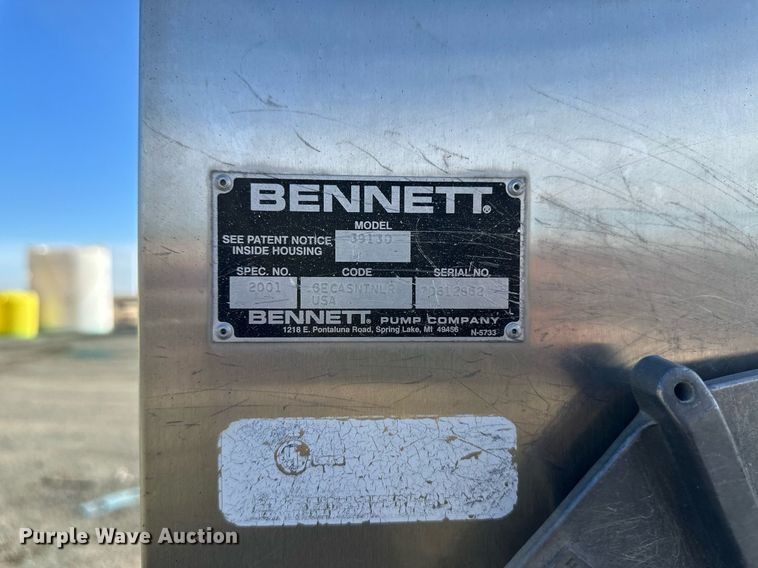 BENNETT®
MODEL
SEE PATENT NOTICE 39130
INSIDE HOUSING
SPEC. NO. CODE SERIAL NO.
2001
USA
BENNETT® PUMP COMPANY
1218 E. Pontaluna Road, Spring Lake, MI 49456 N-5733
Purple Wave Auction®